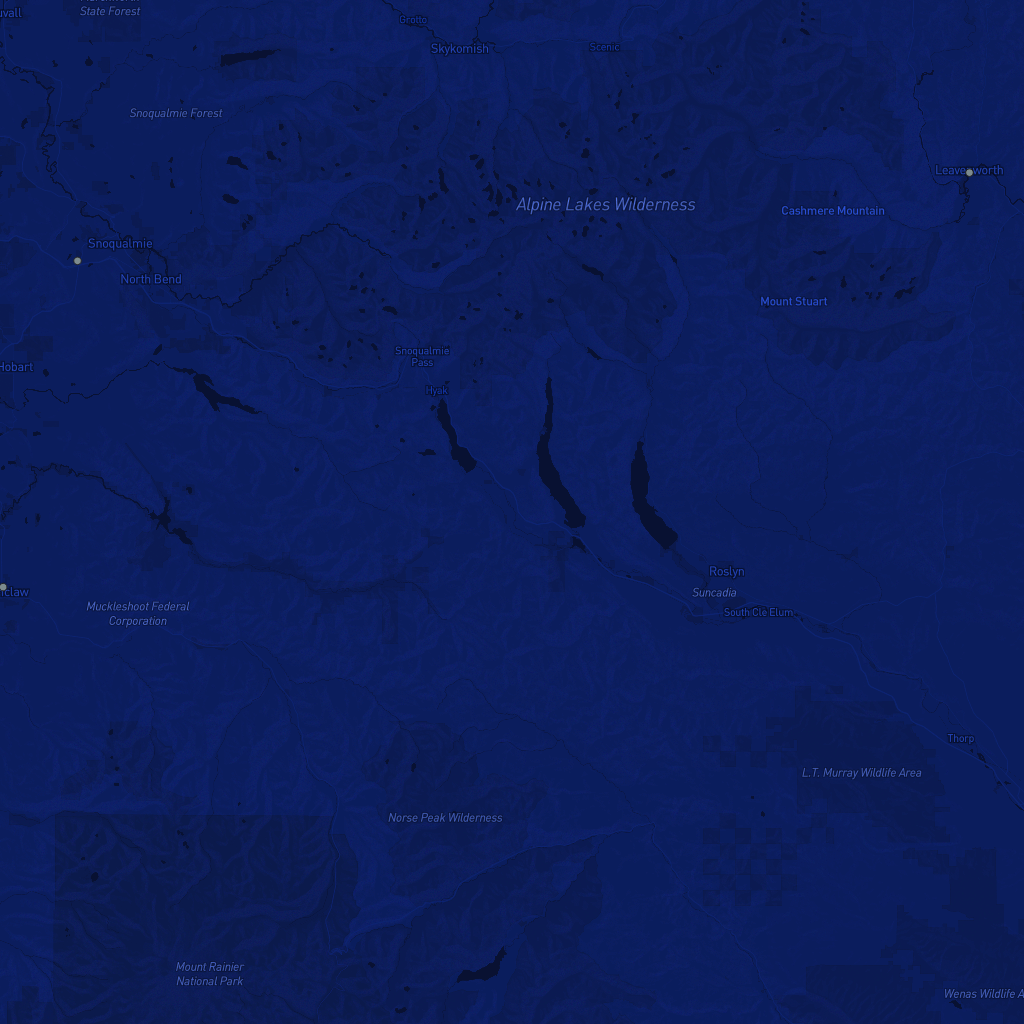 State Forest
Grotto
Skykomish
Scenic
Snoqualmie Forest
Leavenworth
Alpine Lakes Wilderness
Cashmere Mountain
Snoqualmie
North Bend
Mount Stuart
Snoqualmie
Pass
Hobart
Hyak
Roslyn
Suncadia
Muckleshoot Federal
Corporation
South Cle Elum
Thorp
L.T. Murray Wildlife Area
Norse Peak Wilderness
Mount Rainier
National Park
Wenas Wildlife A